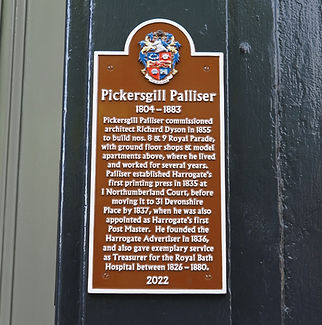 Pickersgill Palliser
1804 – 1883
Pickersgill Palliser commissioned
architect Richard Dyson in 1855
to build nos. 8 & 9 Royal Parade,
with ground floor shops & model
apartments above, where he lived
and worked for several years.
Palliser established Harrogate's
first printing press in 1835 at
1 Northumberland Court, before
moving it to 31 Devonshire
Place by 1837, when he was also
appointed as Harrogate's first
Post Master. He founded the
Harrogate Advertiser in 1836,
and also gave exemplary service
as Treasurer for the Royal Bath
Hospital between 1826 – 1880.
2022